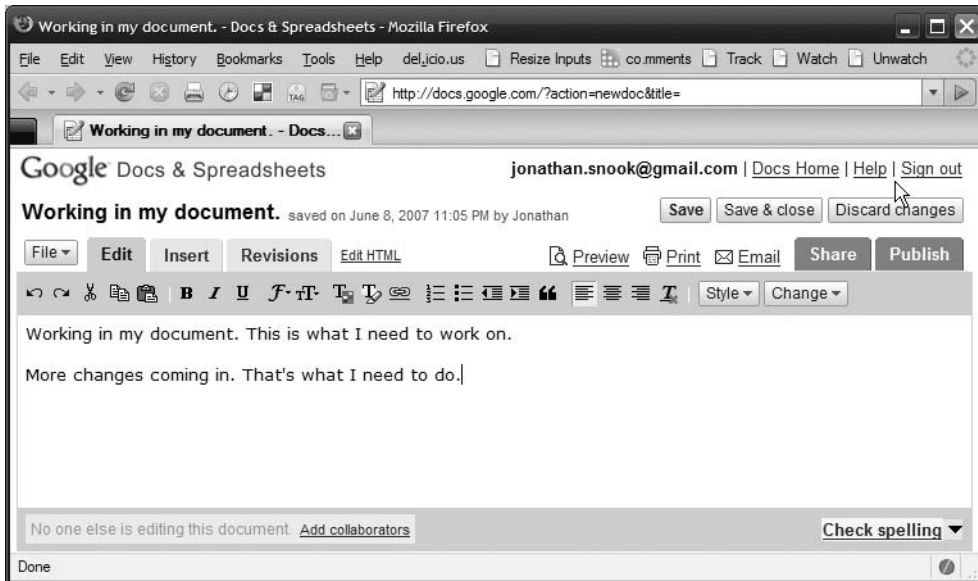 Working in my document. - Docs & Spreadsheets - Mozilla Firefox
File Edit View History Bookmarks Tools Help del.icio.us Resize Inputs co.mments Track Watch Unwatch
TAG http://docs.google.com/?action=newdoc&title=
Working in my document. - Docs...
Google Docs & Spreadsheets jonathan.snook@gmail.com | Docs Home | Help | Sign out
Working in my document. saved on June 8, 2007 11:05 PM by Jonathan Save Save & close Discard changes
File Edit Insert Revisions Edit HTML Preview Print Email Share Publish
B I U Style Change
Working in my document. This is what I need to work on.
More changes coming in. That's what I need to do.
No one else is editing this document. Add collaborators Check spelling
Done